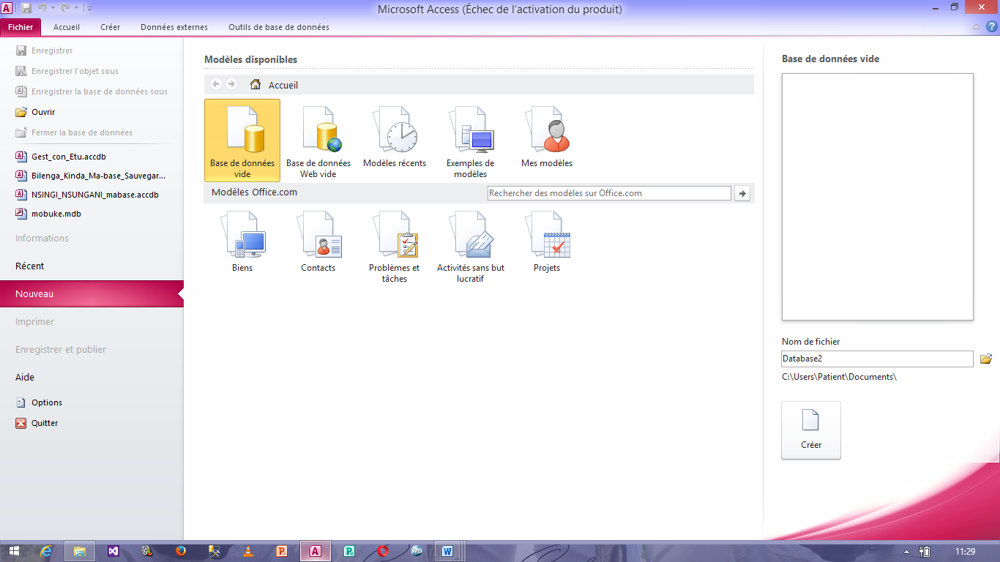 Microsoft Access (Échec de l'activation du produit)
Fichier
Accueil
Créer
Données externes
Outils de base de données
Enregistrer
Enregistrer l'objet sous
Enregistrer la base de données sous
Ouvrir
Fermer la base de données
Gest_con_Etu.accdb
Bilenga_Kinda_Ma-base_Sauvegar...
NSINGI_NSUNGANI_mabase.accdb
mobuke.mdb
Informations
Récent
Nouveau
Imprimer
Enregistrer et publier
Aide
Options
Quitter
Modèles disponibles
Accueil
Base de données
vide
Base de données
Web vide
Modèles récents
Exemples de
modèles
Mes modèles
Modèles Office.com
Rechercher des modèles sur Office.com
Biens
Contacts
Problèmes et
tâches
Activités sans but
lucratif
Projets
Base de données vide
Nom de fichier
Database2
C:\Users\Patient\Documents\
Créer
11:29